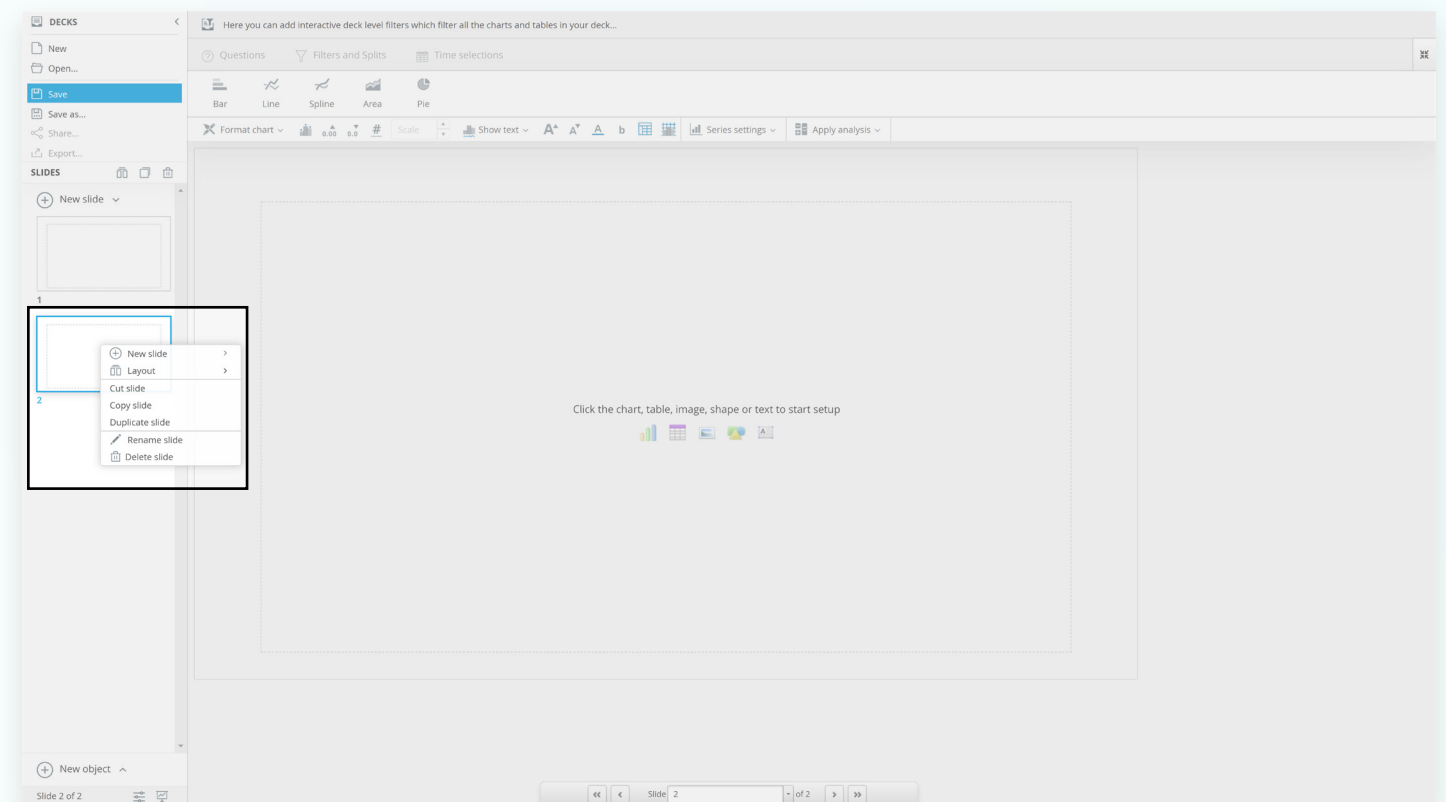 DECKS
New
Open...
Save
Save as...
Share...
Export...
SLIDES
New slide
1
2
New slide
Layout
Cut slide
Copy slide
Duplicate slide
Rename slide
Delete slide
New object
Slide 2 of 2
Here you can add interactive deck level filters which filter all the charts and tables in your deck...
Questions Filters and Splits Time selections
Bar Line Spline Area Pie
Format chart 0.00 0.0 # Scale Show text A A A b Series settings Apply analysis
Click the chart, table, image, shape or text to start setup
Slide 2 of 2